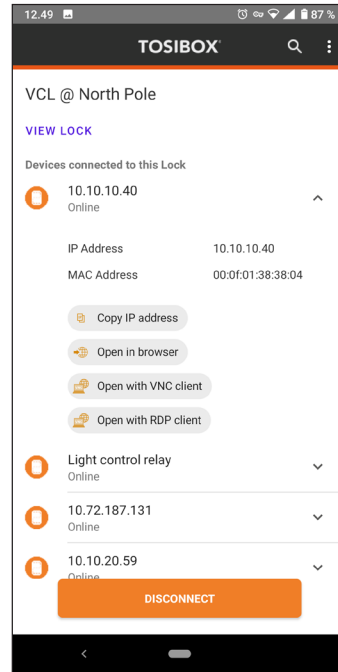 12.49 87 %
TOSIBOX
VCL @ North Pole
VIEW LOCK
Devices connected to this Lock
10.10.10.40
Online
IP Address 10.10.10.40
MAC Address 00:0f:01:38:38:04
Copy IP address
Open in browser
Open with VNC client
Open with RDP client
Light control relay
Online
10.72.187.131
Online
10.10.20.59
Online
DISCONNECT